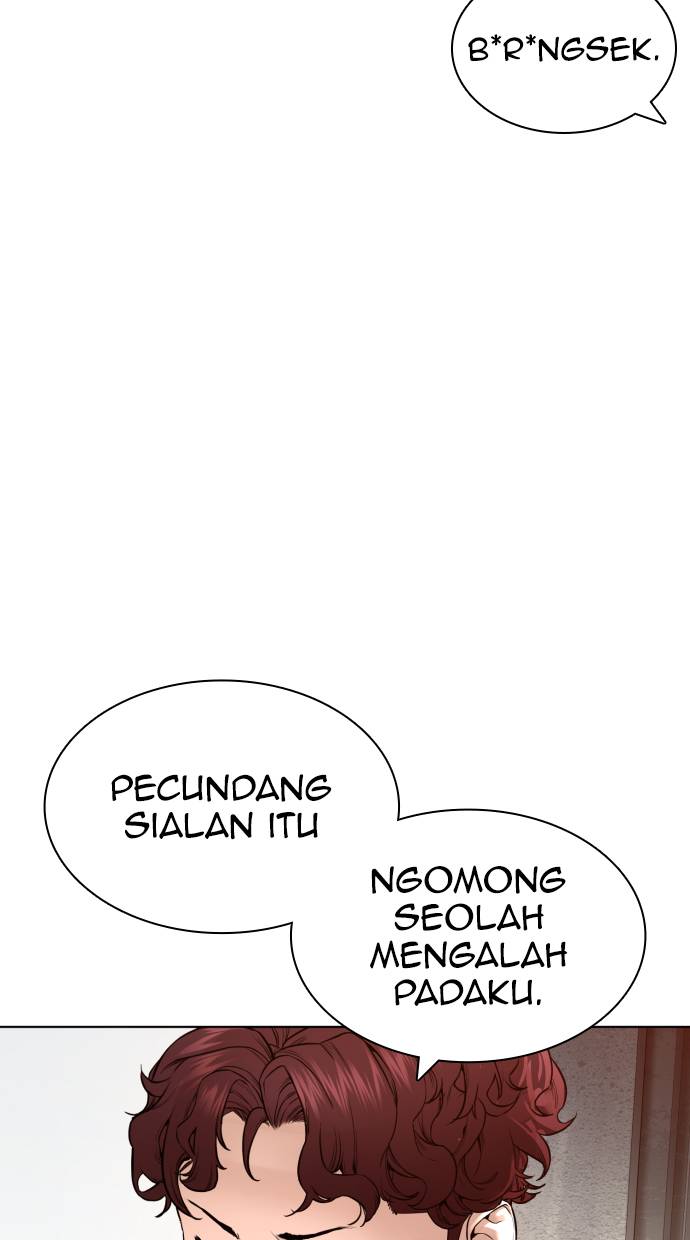 B*R*NGSEK.
PECUNDANG
SIALAN ITU
NGOMONG
SEOLAH
MENGALAH
PADAKU.